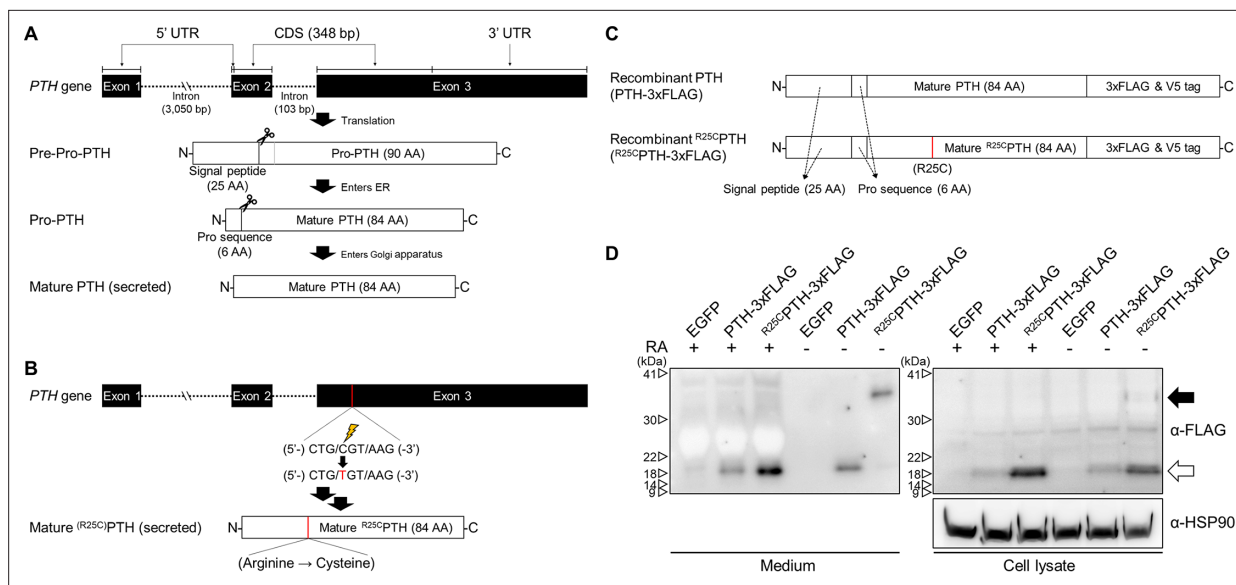 A
5' UTR
CDS (348 bp)
3' UTR
PTH gene
Exon 1
Exon 2
Exon 3
Intron
(3,050 bp)
Intron
(103 bp)
Translation
Pre-Pro-PTH
N
Pro-PTH (90 AA)
C
Signal peptide
(25 AA)
Enters ER
Pro-PTH
N
Mature PTH (84 AA)
C
Pro sequence
(6 AA)
Enters Golgi apparatus
Mature PTH (secreted)
N
Mature PTH (84 AA)
C
B
PTH gene
Exon 1
Exon 2
Exon 3
(5'-) CTG/CGT/AAG (-3')
(5'-) CTG/TGT/AAG (-3')
Mature (R25C)PTH (secreted)
N
Mature R25CPTH (84 AA)
C
(Arginine → Cysteine)
C
Recombinant PTH
(PTH-3xFLAG)
N
Mature PTH (84 AA)
3xFLAG & V5 tag
C
Recombinant R25CPTH
(R25CPTH-3xFLAG)
N
Mature R25CPTH (84 AA)
3xFLAG & V5 tag
C
(R25C)
Signal peptide (25 AA)
Pro sequence (6 AA)
D
EGFP
PTH-3xFLAG
R25CPTH-3xFLAG
EGFP
PTH-3xFLAG
R25CPTH-3xFLAG
EGFP
PTH-3xFLAG
R25CPTH-3xFLAG
EGFP
PTH-3xFLAG
R25CPTH-3xFLAG
RA + + + - - - + + + - - -
(kDa)
41
30
22
18
14
9
(kDa)
41
30
22
18
14
9
α-FLAG
α-HSP90
Medium
Cell lysate